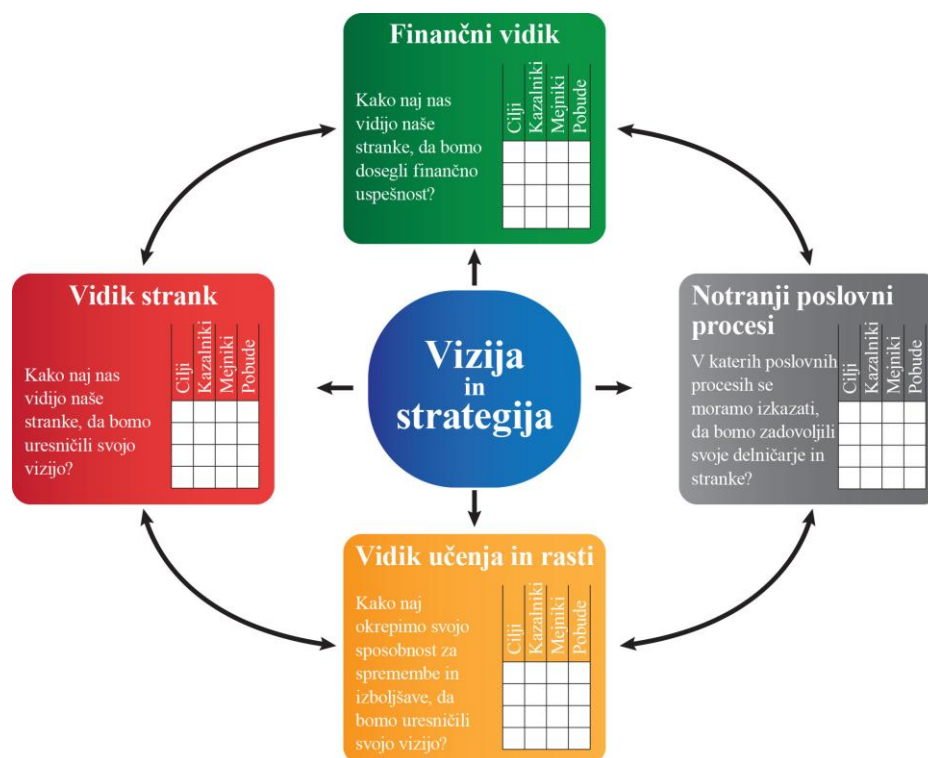 Finančni vidik
Kako naj nas
vidijo naše
stranke, da bomo
dosegli finančno
uspešnost?
Cilji
Kazalniki
Mejniki
Pobude
Vidik strank
Kako naj nas
vidijo naše
stranke, da bomo
uresničili svojo
vizijo?
Cilji
Kazalniki
Mejniki
Pobude
Vizija
in
strategija
Notranji poslovni
procesi
V katerih poslovnih
procesih se
moramo izkazati,
da bomo zadovoljili
svoje delničarje in
stranke?
Cilji
Kazalniki
Mejniki
Pobude
Vidik učenja in rasti
Kako naj
okrepimo svojo
sposobnost za
spremembe in
izboljšave, da
bomo uresničili
svojo vizijo?
Cilji
Kazalniki
Mejniki
Pobude